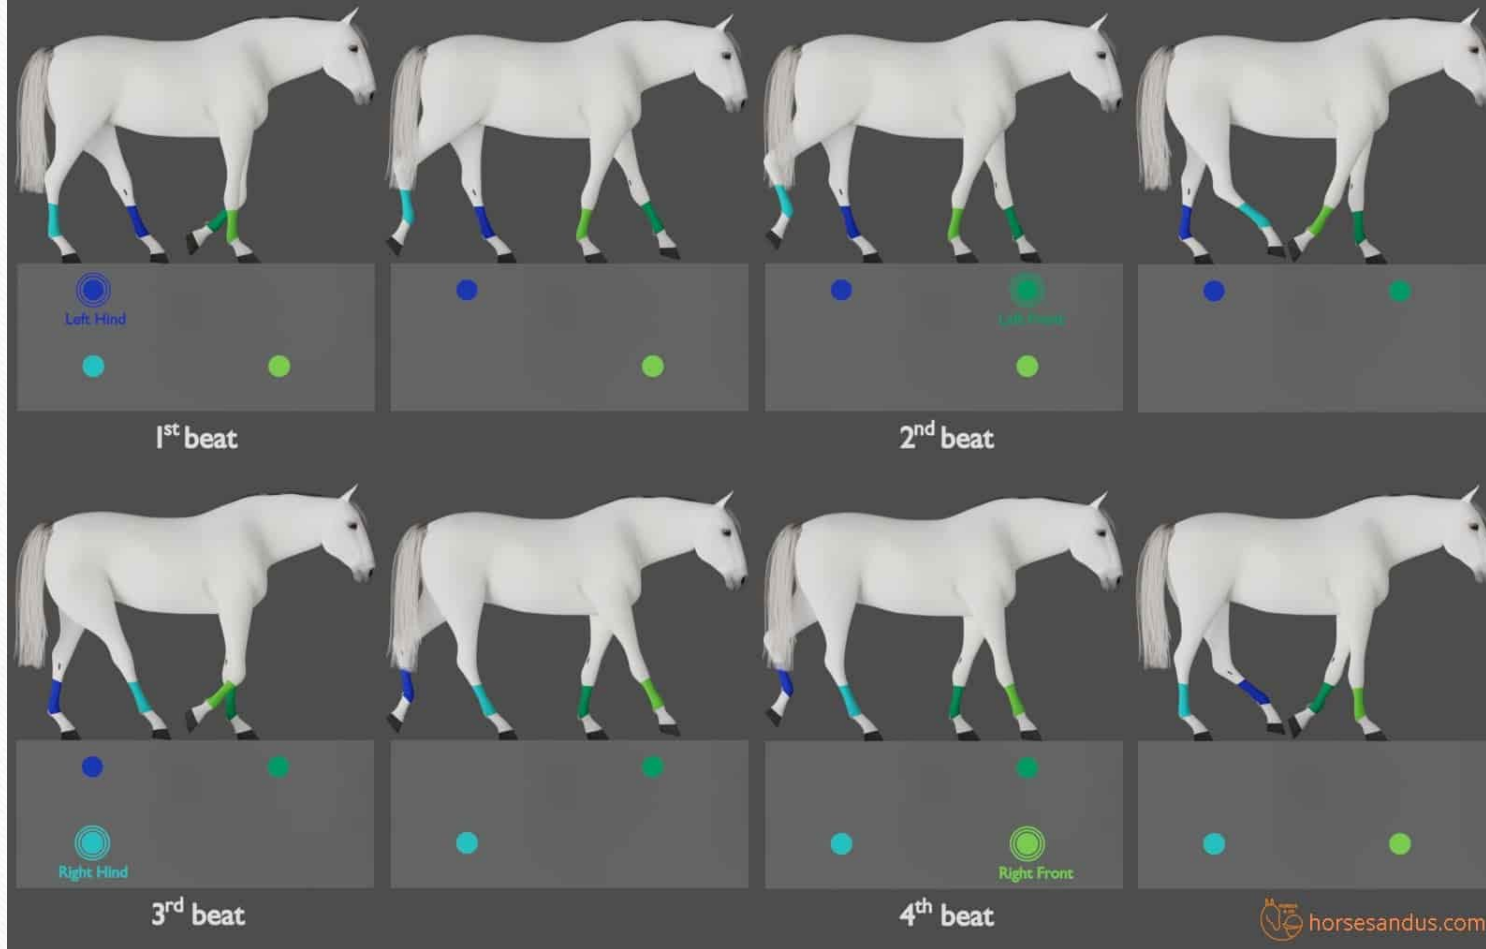 Left Hind
Left Front
1st beat
2nd beat
Right Hind
Right Front
3rd beat
4th beat
horsesandus.com